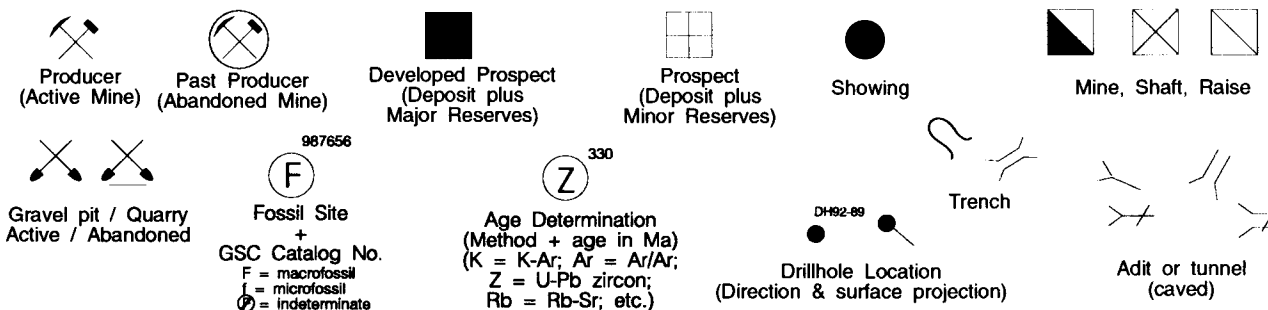 Producer
(Active Mine)
Past Producer
(Abandoned Mine)
Developed Prospect
(Deposit plus
Major Reserves)
Prospect
(Deposit plus
Minor Reserves)
Showing
Mine, Shaft, Raise
Gravel pit / Quarry
Active / Abandoned
987656
F
Fossil Site
+
GSC Catalog No.
F = macrofossil
f = microfossil
F = indeterminate
330
Z
Age Determination
(Method + age in Ma)
(K = K-Ar; Ar = Ar/Ar;
Z = U-Pb zircon;
Rb = Rb-Sr; etc.)
DH92-89
Drillhole Location
(Direction & surface projection)
Trench
Adit or tunnel
(caved)